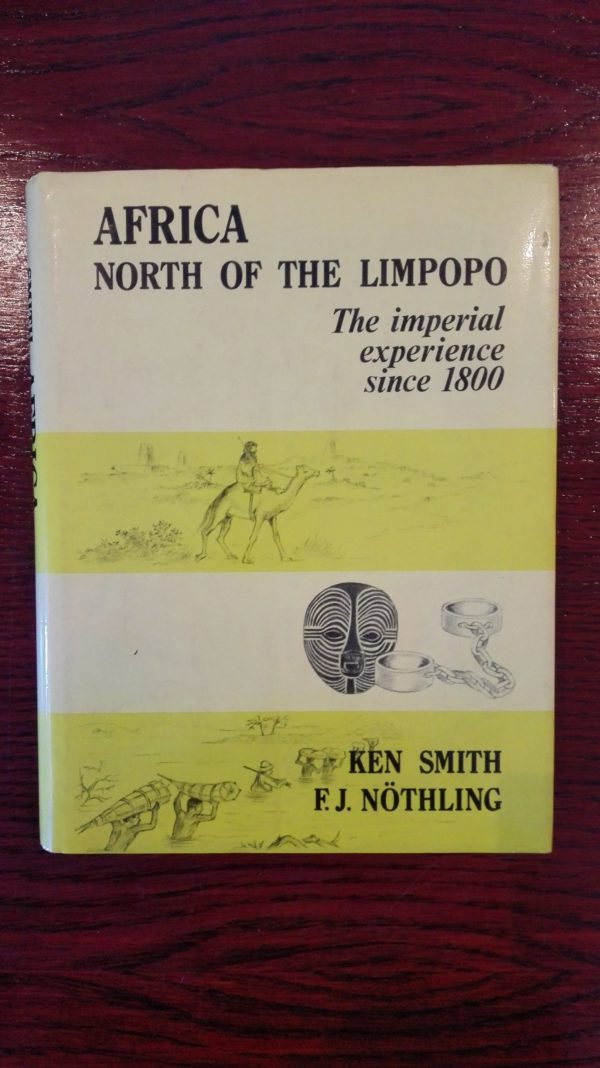 AFRICA
NORTH OF THE LIMPOPO
The imperial
experience
since 1800
KEN SMITH
F. J. NÖTHLING